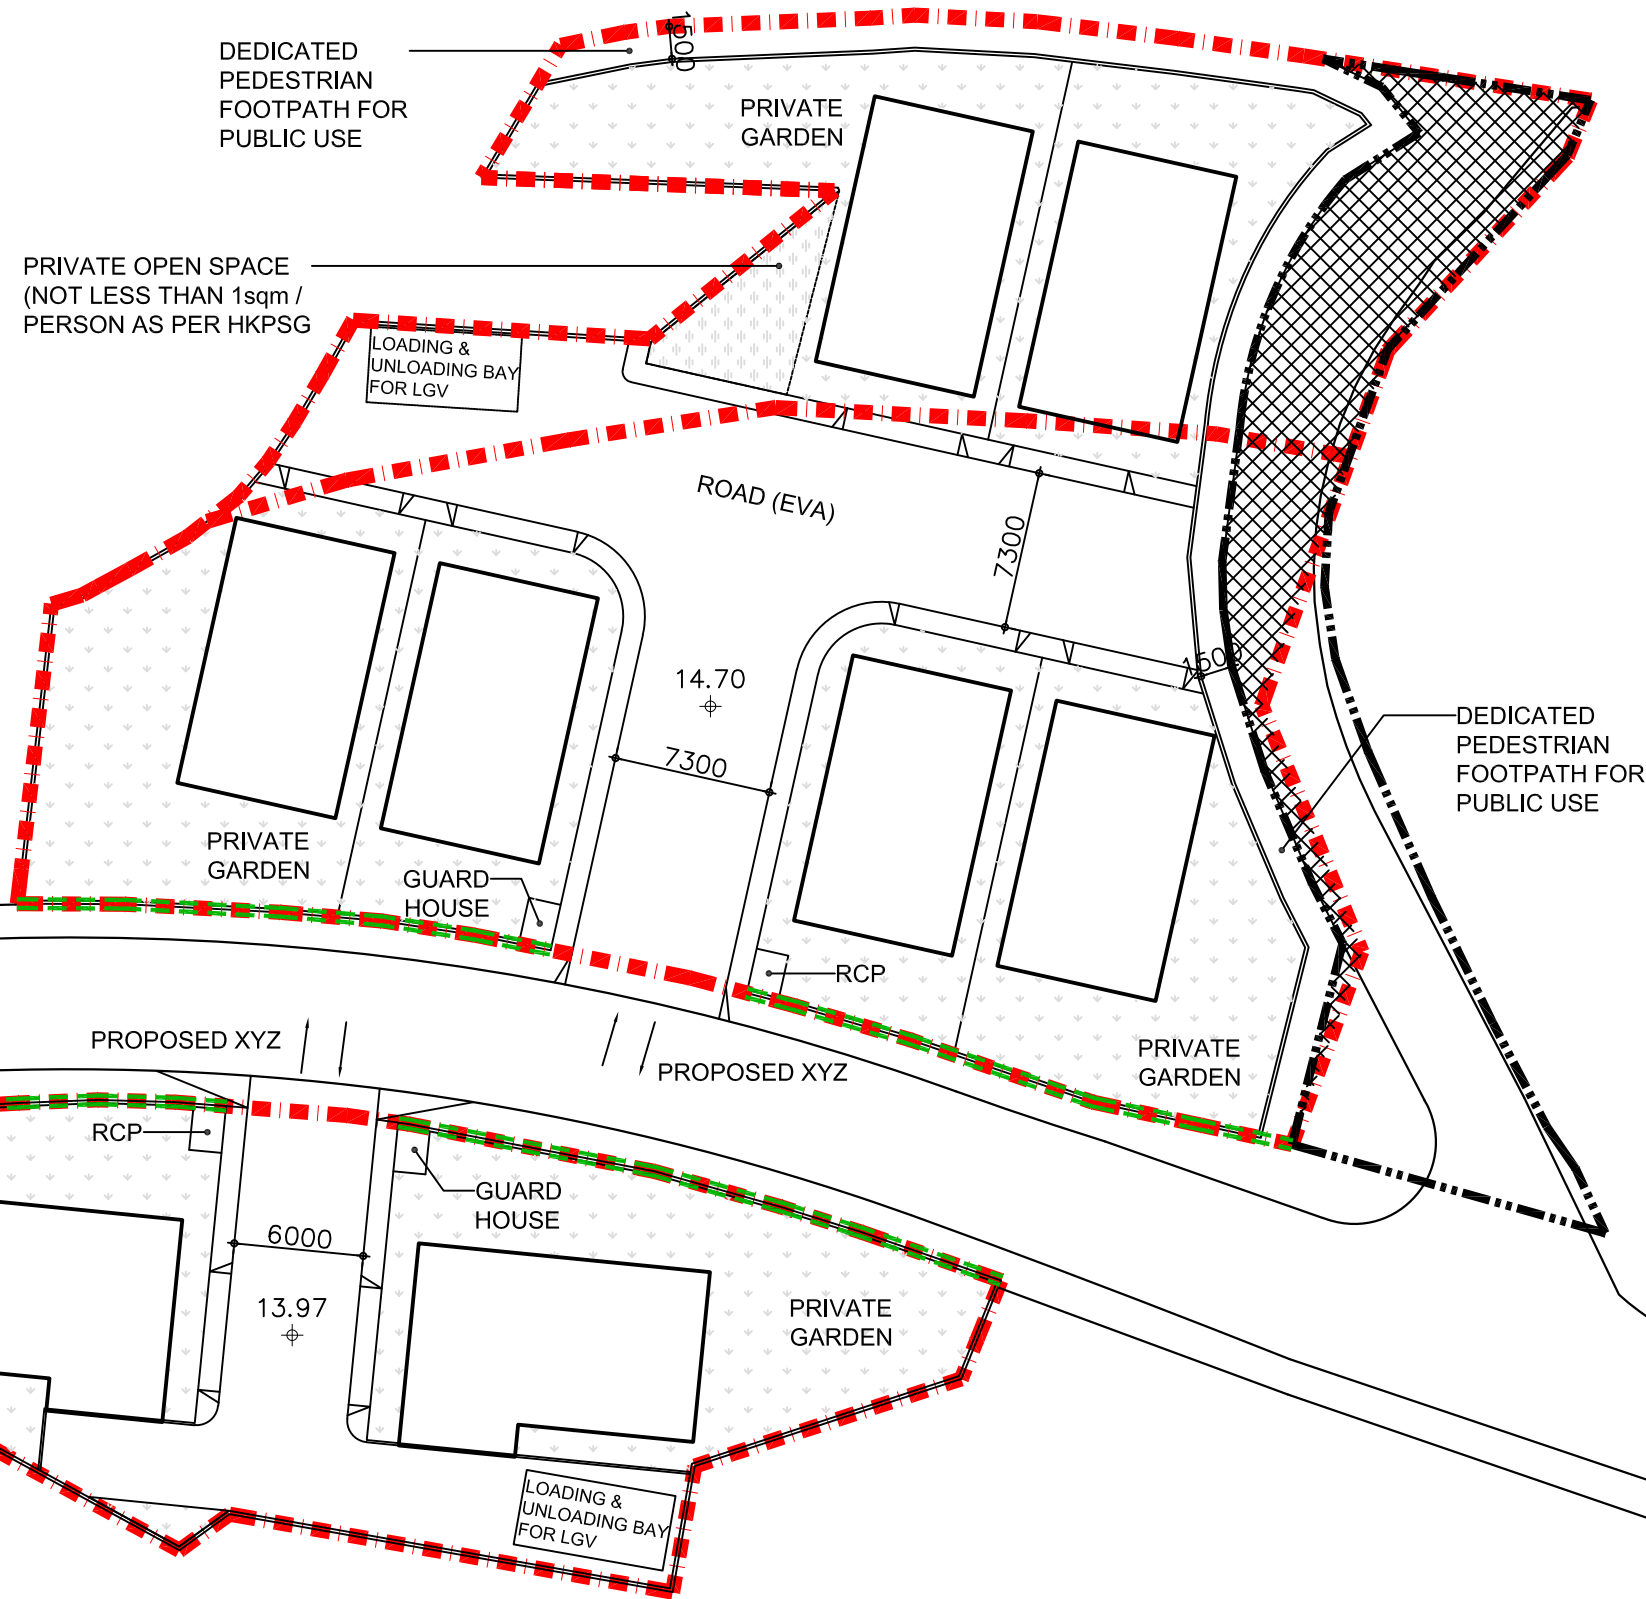 DEDICATED
PEDESTRIAN
FOOTPATH FOR
PUBLIC USE
1500
PRIVATE
GARDEN
PRIVATE OPEN SPACE
(NOT LESS THAN 1sqm /
PERSON AS PER HKPSG
LOADING &
UNLOADING BAY
FOR LGV
ROAD (EVA)
7300
1500
14.70
7300
DEDICATED
PEDESTRIAN
FOOTPATH FOR
PUBLIC USE
PRIVATE
GARDEN
GUARD
HOUSE
RCP
PROPOSED XYZ
PROPOSED XYZ
PRIVATE
GARDEN
RCP
GUARD
HOUSE
6000
13.97
PRIVATE
GARDEN
LOADING &
UNLOADING BAY
FOR LGV